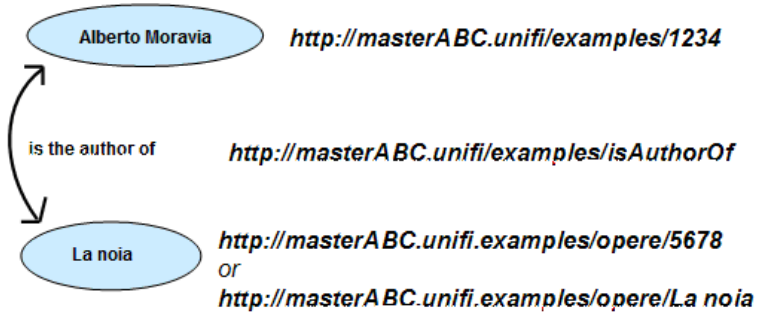 Alberto Moravia http://masterABC.unifi/examples/1234
is the author of http://masterABC.unifi/examples/isAuthorOf
La noia http://masterABC.unifi.examples/opere/5678
or
http://masterABC.unifi.examples/opere/La noia